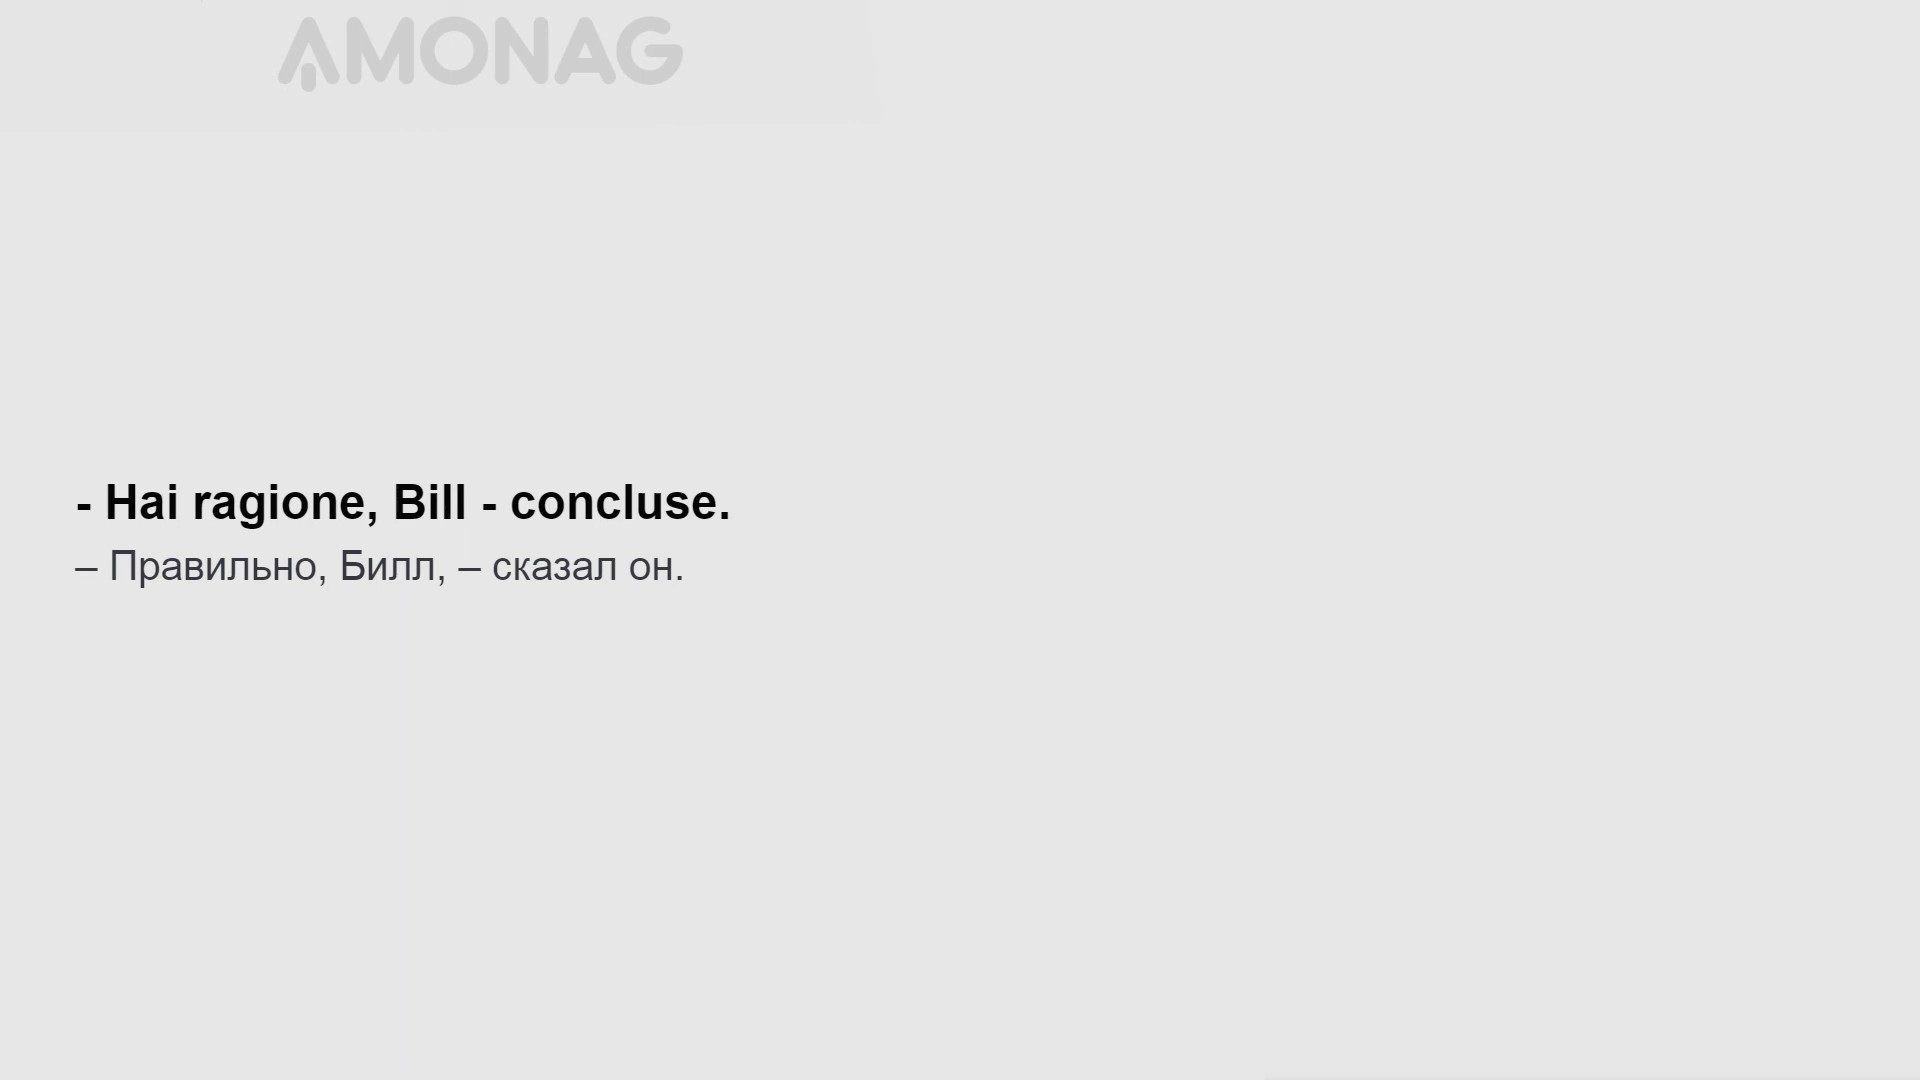 AMONAG
- Hai ragione, Bill - concluse.
– Правильно, Билл, – сказал он.